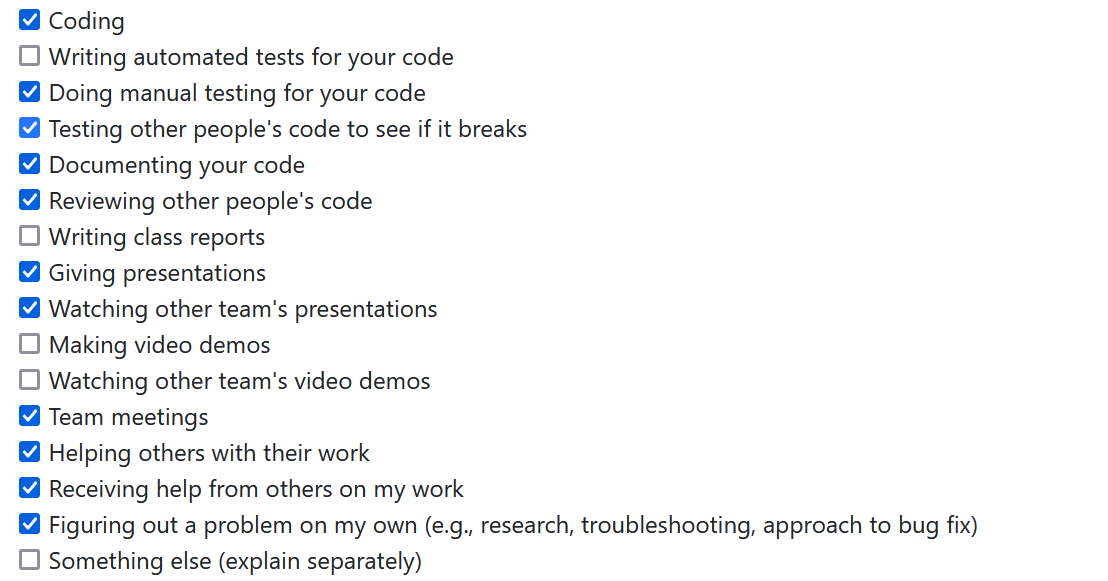 Coding
Writing automated tests for your code
Doing manual testing for your code
Testing other people's code to see if it breaks
Documenting your code
Reviewing other people's code
Writing class reports
Giving presentations
Watching other team's presentations
Making video demos
Watching other team's video demos
Team meetings
Helping others with their work
Receiving help from others on my work
Figuring out a problem on my own (e.g., research, troubleshooting, approach to bug fix)
Something else (explain separately)